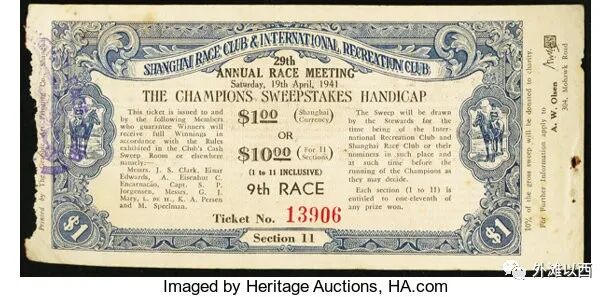 SHANGHAI RACE CLUB & INTERNATIONAL RECREATION CLUB
29th
ANNUAL RACE MEETING
Saturday, 19th April, 1941
THE CHAMPIONS SWEEPSTAKES HANDICAP
This ticket is issued to and
by the following Members
who guarantee Winners will
receive full Winnings in
accordance with the Rules
exhibited in the Club's Cash
Sweep Room or elsewhere
namely:—
Messrs. J. S. Clark, Einar
Edwards, A. Eisenhut C.
Encarnação, Capt. S. P.
Jorgensen, Messrs. G. I.
Mary, K. A.
Persen and M. Speelman.
$1.00 (Shanghai Currency)
OR
$10.00 (For 11 Sections)
(1 to 11 INCLUSIVE)
9th RACE
The Sweep will be drawn
by the Stewards for the
time being of the Inter-
national Recreation Club and
Shanghai Race Club or their
nominees in such place and
at such time before the
running of the Champions as
they may decide.
Each section (1 to 11) is
entitled to one-eleventh of
any prize won.
Ticket No. 13906
$1
Section 11
$1
Printed by
10% of the gross sweep will be donated to charity.
For Further Information apply to
A. W. Olsen
304, Mohawk Road
外滩以西
Imaged by Heritage Auctions, HA.com